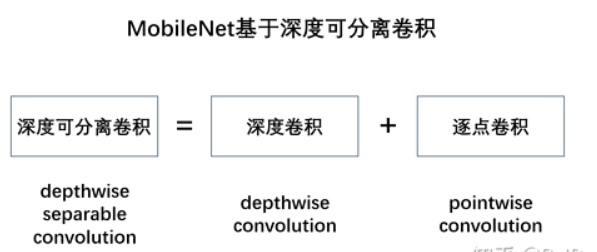 MobileNet基于深度可分离卷积
深度可分离卷积 = 深度卷积 + 逐点卷积
depthwise
separable
convolution
depthwise
convolution
pointwise
convolution